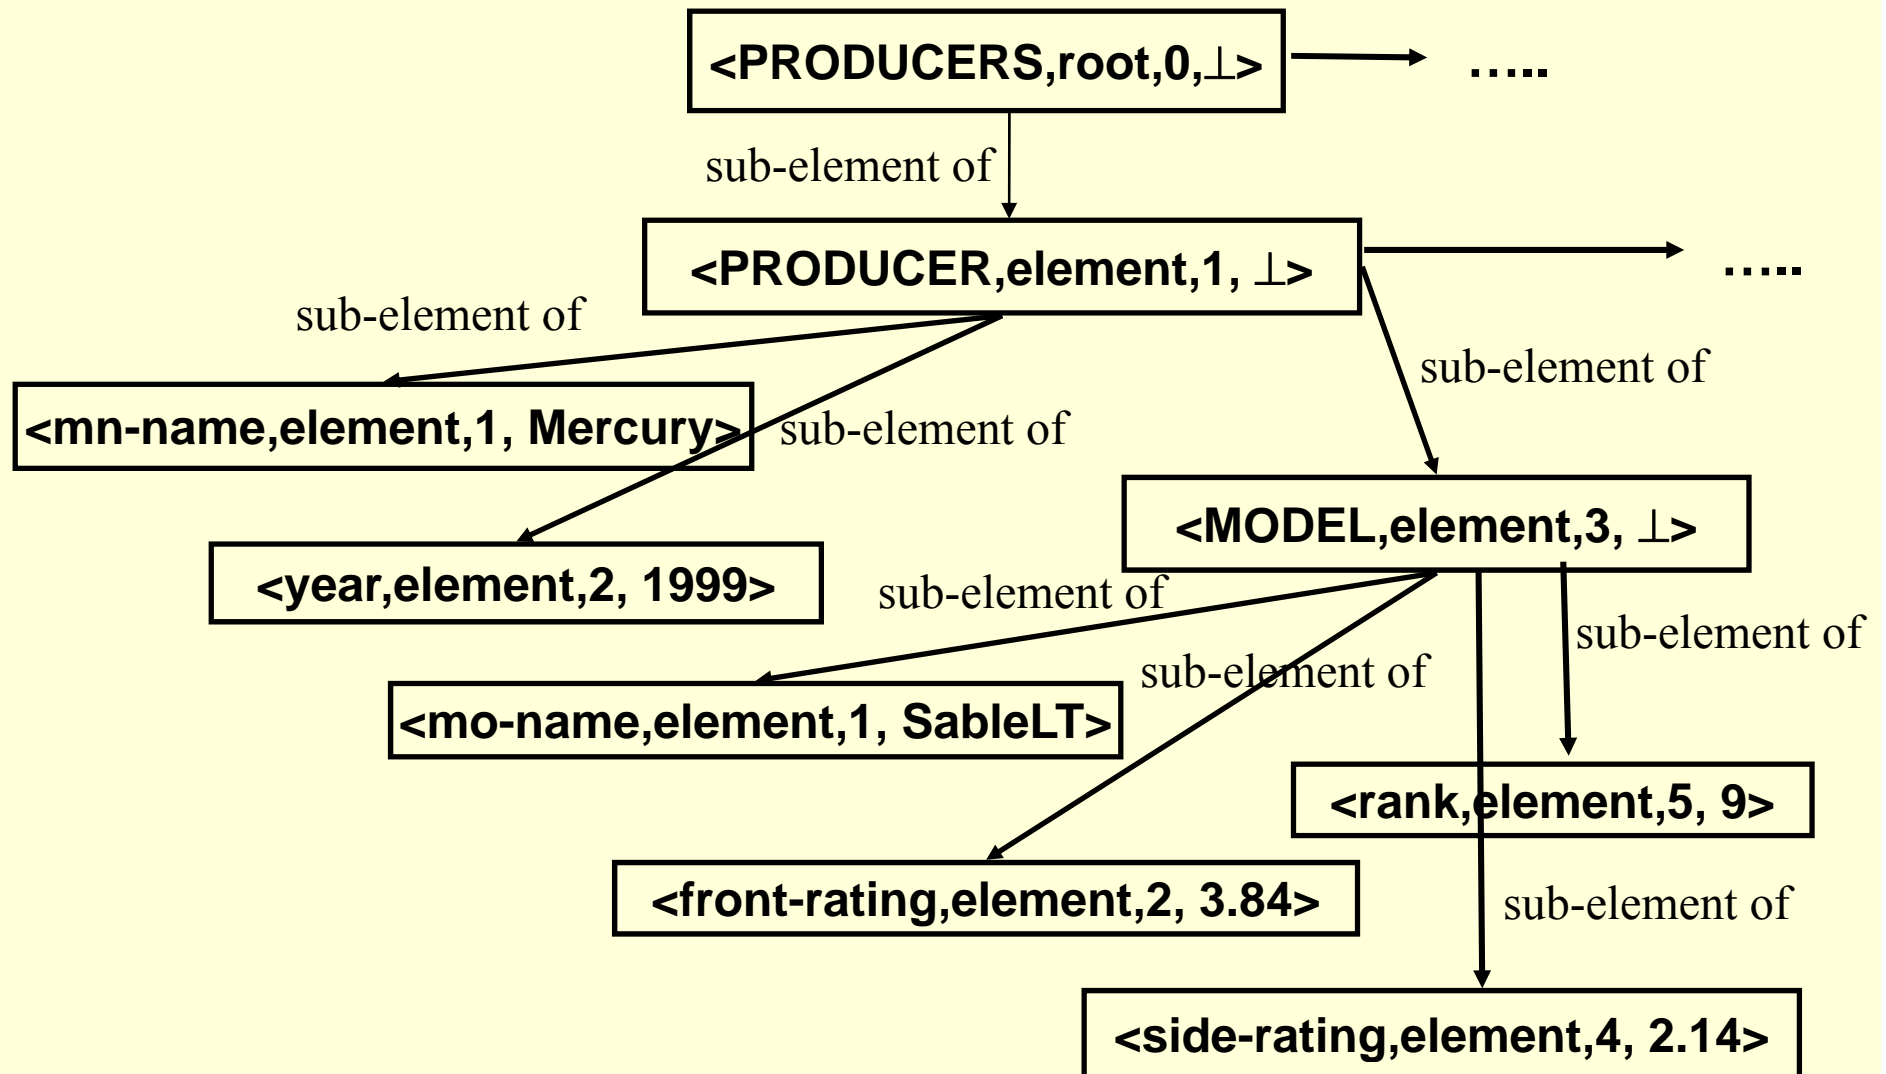 <PRODUCERS,root,0,⊥>
…..
sub-element of
<PRODUCER,element,1, ⊥>
…..
sub-element of
sub-element of
<mn-name,element,1, Mercury>
sub-element of
<MODEL,element,3, ⊥>
<year,element,2, 1999>
sub-element of
sub-element of
sub-element of
<mo-name,element,1, SableLT>
<rank,element,5, 9>
<front-rating,element,2, 3.84>
sub-element of
<side-rating,element,4, 2.14>